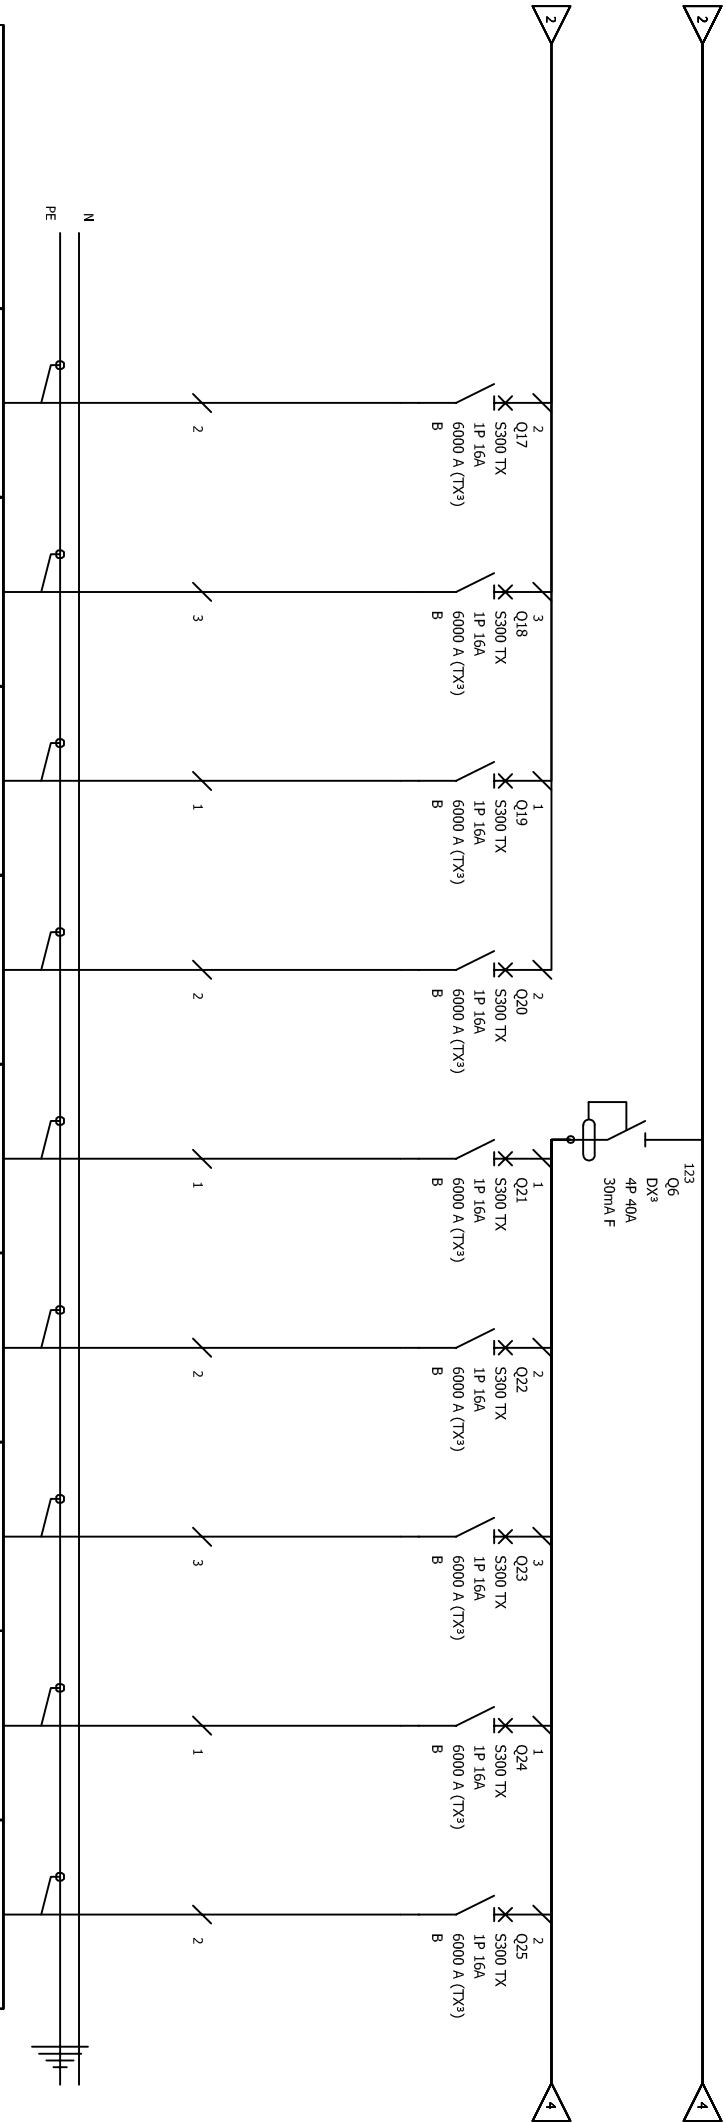 2
2
123
Q6
DX³
4P 40A
30mA F
2
Q17
S300 TX
1P 16A
6000 A (TX³)
B
3
Q18
S300 TX
1P 16A
6000 A (TX³)
B
1
Q19
S300 TX
1P 16A
6000 A (TX³)
B
2
Q20
S300 TX
1P 16A
6000 A (TX³)
B
1
Q21
S300 TX
1P 16A
6000 A (TX³)
B
2
Q22
S300 TX
1P 16A
6000 A (TX³)
B
3
Q23
S300 TX
1P 16A
6000 A (TX³)
B
1
Q24
S300 TX
1P 16A
6000 A (TX³)
B
2
Q25
S300 TX
1P 16A
6000 A (TX³)
B
4
4
2
3
1
2
1
2
3
1
2
N
PE